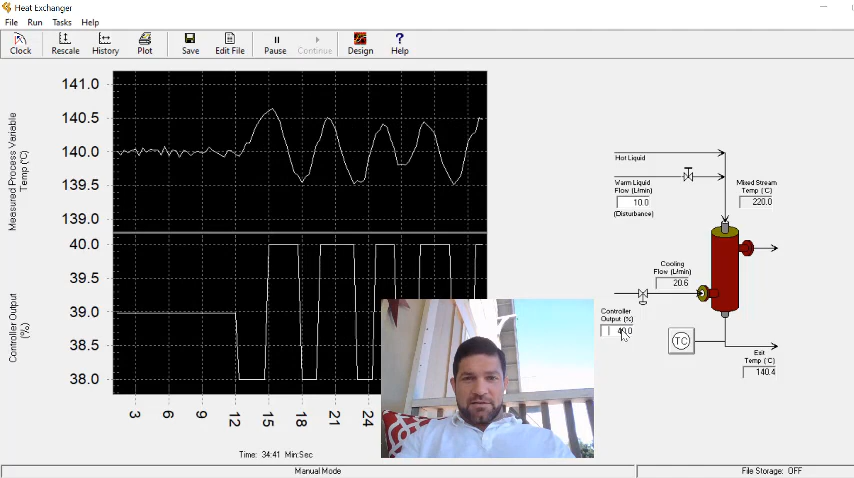 Heat Exchanger
File Run Tasks Help
Clock Rescale History Plot Save Edit File Pause Continue Design Help
Measured Process Variable
Temp (°C)
141.0
140.5
140.0
139.5
139.0
Controller Output
(%)
40.0
39.5
39.0
38.5
38.0
3 6 9 12 15 18 21 24
Time: 34:41 Min:Sec
Hot Liquid
Warm Liquid
Flow (L/min)
10.0
(Disturbance)
Mixed Stream
Temp (°C)
220.0
Cooling
Flow (L/min)
20.6
Controller
Output (%)
40.0
TC
Exit
Temp (°C)
140.4
Manual Mode
File Storage: OFF